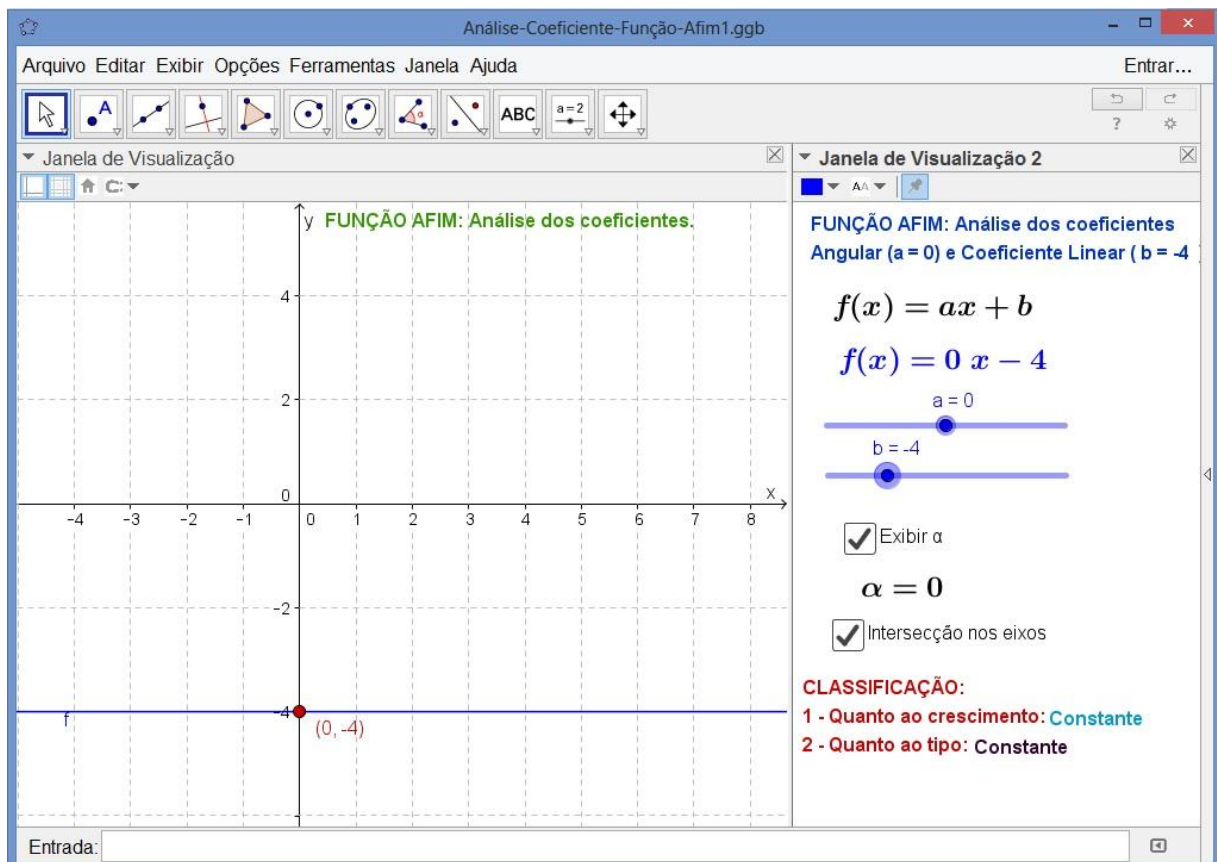 Análise-Coeficiente-Função-Afim1.ggb
Arquivo Editar Exibir Opções Ferramentas Janela Ajuda Entrar...
A α ABC a=2
?
Janela de Visualização
Janela de Visualização 2
AA
y FUNÇÃO AFIM: Análise dos coeficientes.
4
2
0
x
-4 -3 -2 -1 0 1 2 3 4 5 6 7 8
-2
-4
f
(0, -4)
FUNÇÃO AFIM: Análise dos coeficientes
Angular (a = 0) e Coeficiente Linear ( b = -4 )
f(x) = ax + b
f(x) = 0 x − 4
a = 0
b = -4
Exibir α
α = 0
Intersecção nos eixos
CLASSIFICAÇÃO:
1 - Quanto ao crescimento: Constante
2 - Quanto ao tipo: Constante
Entrada: